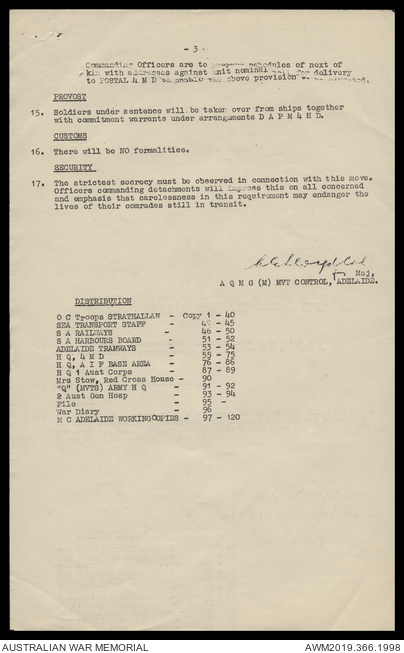 - 3 -
Commanding Officers are to prepare schedules of next of
kin with addresses against unit nominal for delivery
to POSTAL 4 M D to enable the above provision to be
PROVOST
15. Soldiers under sentence will be taken over from ships together
with commitment warrants under arrangements D A P M 4 M D.
CUSTOMS
16. There will be NO formalities.
SECURITY
17. The strictest secrecy must be observed in connection with this move.
Officers commanding detachments will impress this on all concerned
and emphasis that carelessness in this requirement may endanger the
lives of their comrades still in transit.
Maj,
A Q M G (M) MVT CONTROL, ADELAIDE.
DISTRIBUTION
O C Troops STRATHALLAN - Copy 1 - 40
SEA TRANSPORT STAFF - - 45
S A RAILWAYS - 46 - 50
S A HARBOURS BOARD - 51 - 52
ADELAIDE TRAMWAYS - 53 - 54
H Q, 4 M D - 55 - 75
H Q, A I F BASE AREA - 76 - 86
H Q 1 Aust Corps - 87 - 89
Mrs Stow, Red Cross House - 90
"Q" (MVTS) ARMY H Q - 91 - 92
2 Aust Gen Hosp - 93 - 94
File - 95 -
War Diary - 96
M C ADELAIDE WORKING COPIES - 97 - 120
AUSTRALIAN WAR MEMORIAL
AWM2019.366.1998